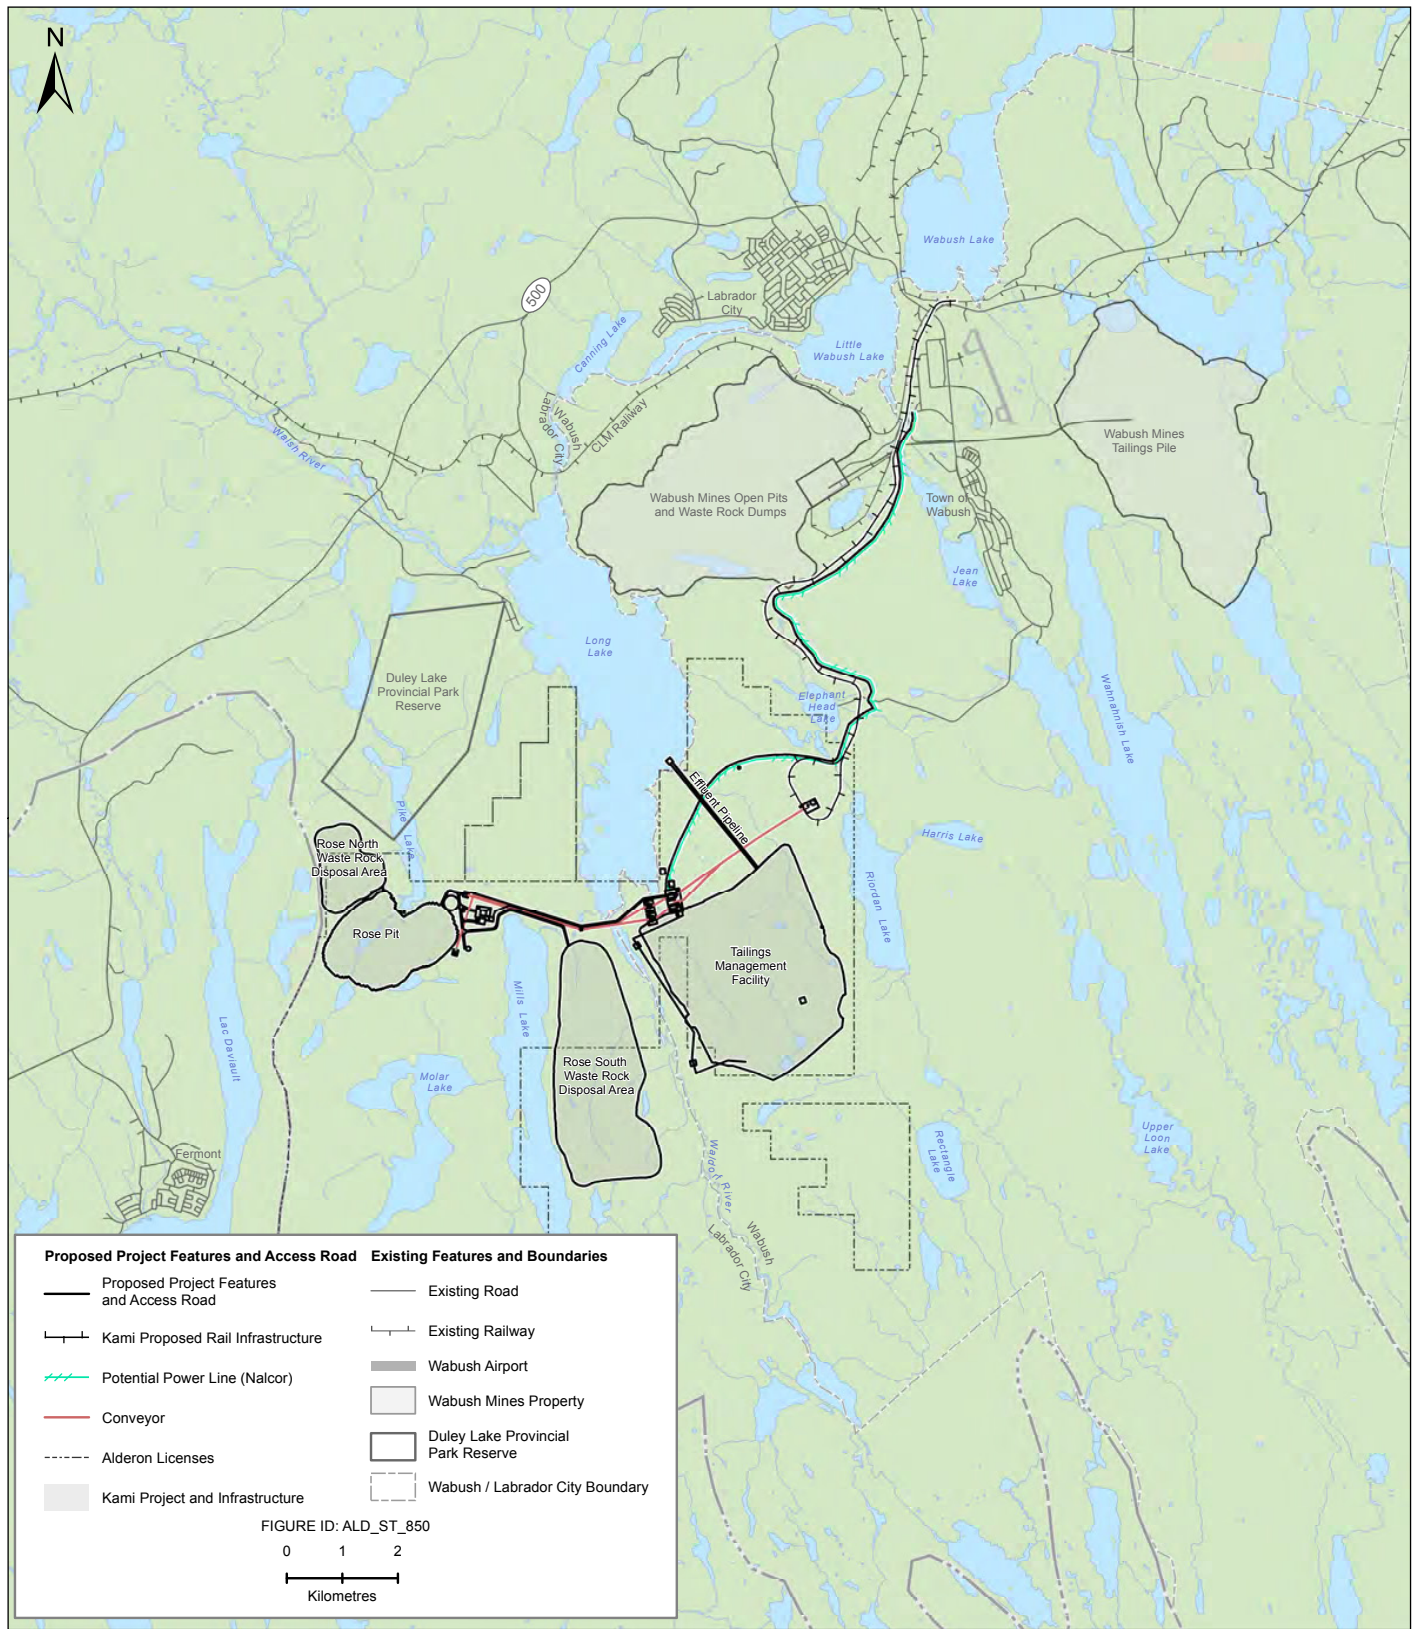 N
Wabush Lake
500
Labrador
City
Canning Lake
Little
Wabush Lake
Labrador City
Wabush
CLM Railway
Walsh River
Wabush Mines
Tailings Pile
Wabush Mines Open Pits
and Waste Rock Dumps
Town of
Wabush
Jean
Lake
Long
Lake
Duley Lake
Provincial Park
Reserve
Wahnahnish Lake
Elephant
Head
Lake
Effluent Pipeline
Pike Lake
Harris Lake
Rose North
Waste Rock
Disposal Area
Riordan Lake
Rose Pit
Tailings
Management
Facility
Mills Lake
Lac Daviault
Rose South
Waste Rock
Disposal Area
Molar
Lake
Upper
Loon
Lake
Rectangle
Lake
Fermont
Waldorf River
Wabush
Labrador City
Proposed Project Features and Access Road
Proposed Project Features
and Access Road
Kami Proposed Rail Infrastructure
Potential Power Line (Nalcor)
Conveyor
Alderon Licenses
Kami Project and Infrastructure
Existing Features and Boundaries
Existing Road
Existing Railway
Wabush Airport
Wabush Mines Property
Duley Lake Provincial
Park Reserve
Wabush / Labrador City Boundary
FIGURE ID: ALD_ST_850
0 1 2
Kilometres